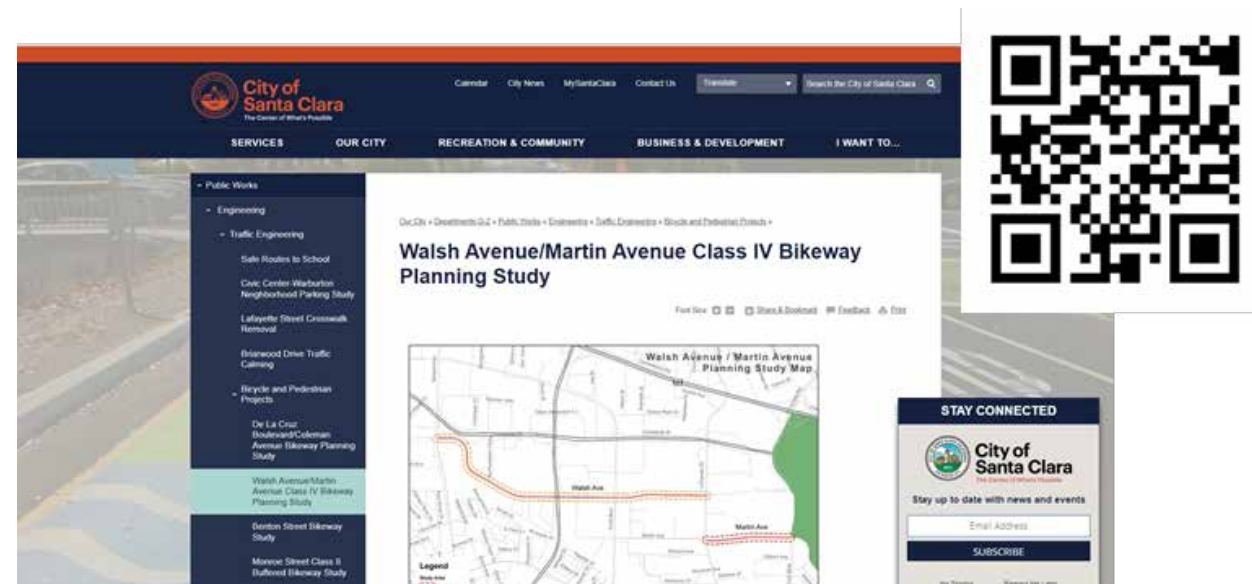 City of
Santa Clara
The Center of What's Possible
Calendar City News MySantaClara Contact Us Translate Search the City of Santa Clara
SERVICES OUR CITY RECREATION & COMMUNITY BUSINESS & DEVELOPMENT I WANT TO...
Public Works
Engineering
Traffic Engineering
Safe Routes to School
Civic Center-Warburton
Neighborhood Parking Study
Lafayette Street Crosswalk
Removal
Briarwood Drive Traffic
Calming
Bicycle and Pedestrian
Projects
De La Cruz
Boulevard/Coleman
Avenue Bikeway Planning
Study
Walsh Avenue/Martin
Avenue Class IV Bikeway
Planning Study
Benton Street Bikeway
Study
Monroe Street Class II
Buffered Bikeway Study
Our City » Departments G-Z » Public Works » Engineering » Traffic Engineering » Bicycle and Pedestrian Projects »
Walsh Avenue/Martin Avenue Class IV Bikeway
Planning Study
Font Size: Share & Bookmark Feedback Print
Walsh Avenue / Martin Avenue
Planning Study Map
Walsh Ave
Martin Ave
Legend
Study Area
STAY CONNECTED
City of
Santa Clara
The Center of What's Possible
Stay up to date with news and events
Email Address
SUBSCRIBE